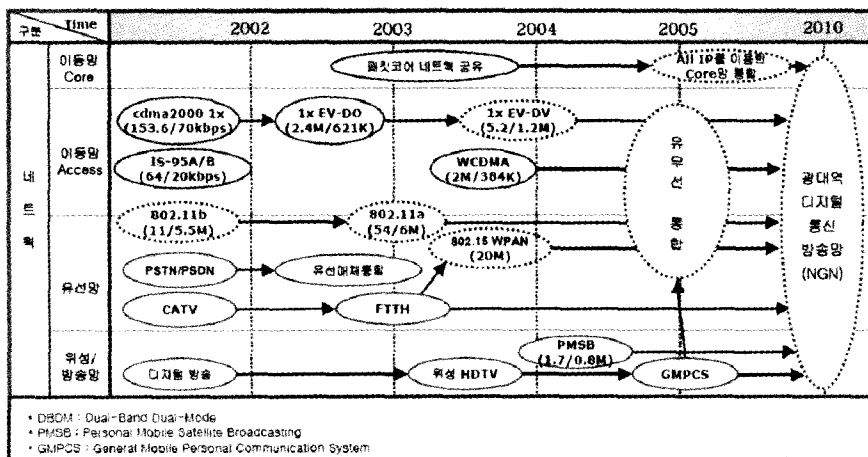 구분
Time
2002
2003
2004
2005
2010
네트웍
이동망
Core
패킷코어 네트웍 공유
All IP를 이용한
Core망 통합
이동망
Access
cdma2000 1x
(153.6/70kbps)
1x EV-DO
(2.4M/621K)
1x EV-DV
(5.2/1.2M)
IS-95A/B
(64/20kbps)
WCDMA
(2M/384K)
유무선 통합
광대역
디지털
통신
방송망
(NGN)
유선망
802.11b
(11/5.5M)
802.11a
(54/6M)
802.15 WPAN
(20M)
PSTN/PSDN
유선매체통합
CATV
FTTH
위성/
방송망
PMSB
(1.7/0.8M)
디지털 방송
위성 HDTV
GMPCS
* DBDM : Dual-Band Dual-Mode
* PMSB : Personal Mobile Satellite Broadcasting
* GMPCS : General Mobile Personal Communication System